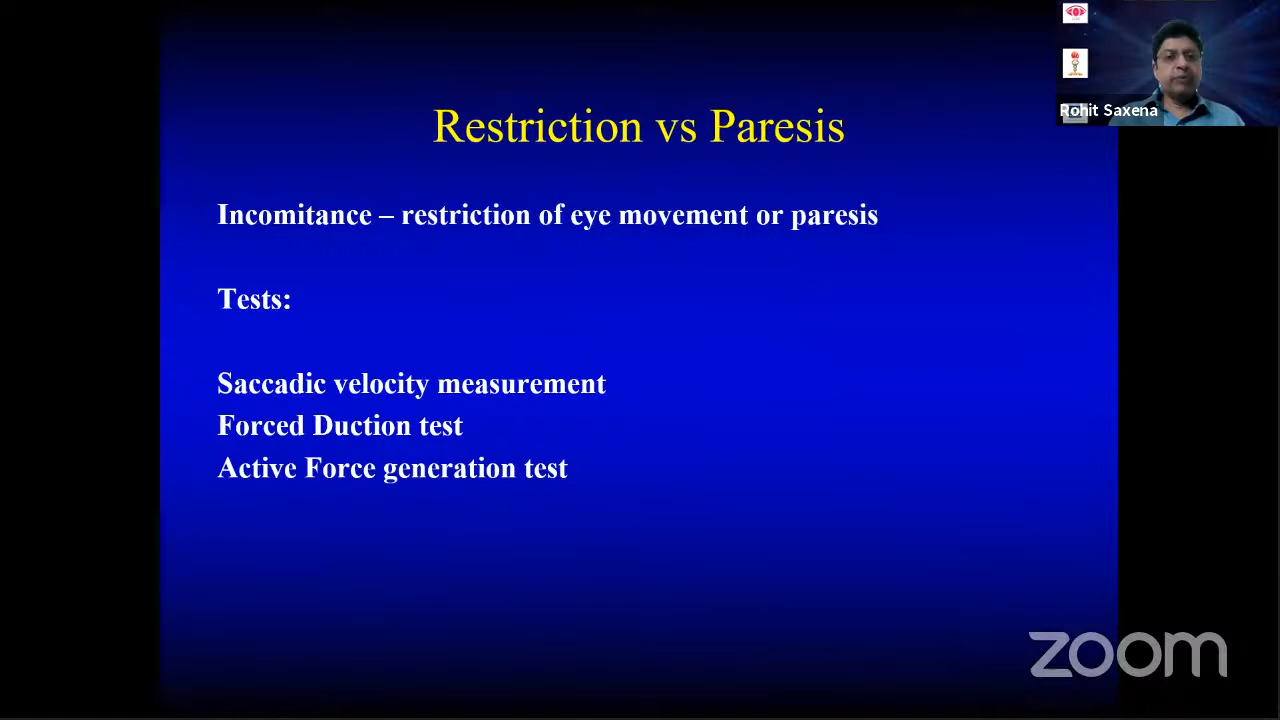 Rohit Saxena
Restriction vs Paresis
Incomitance – restriction of eye movement or paresis
Tests:
Saccadic velocity measurement
Forced Duction test
Active Force generation test
zoom